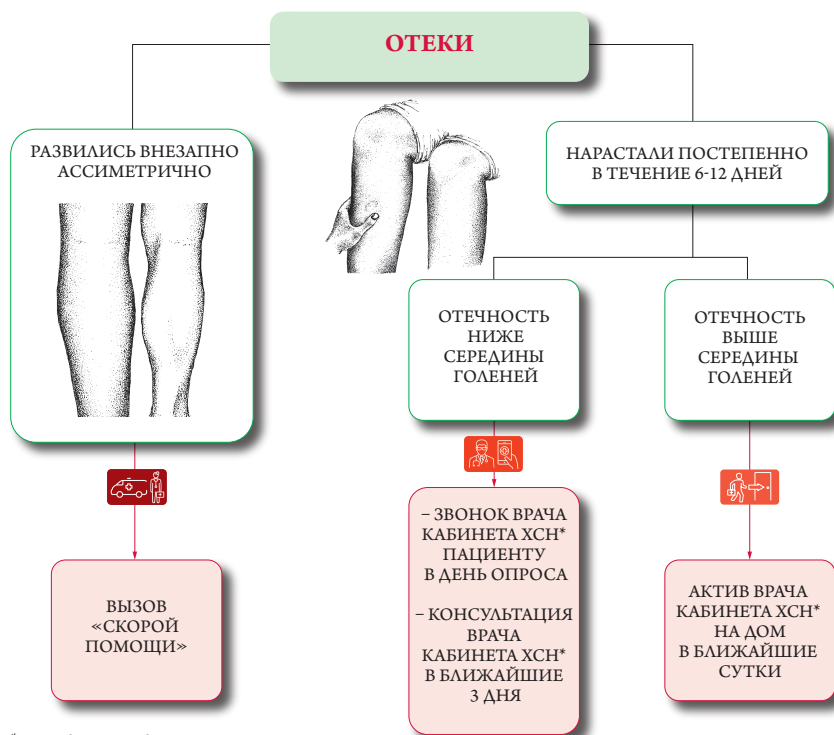 ОТЕКИ
РАЗВИЛИСЬ ВНЕЗАПНО
АССИМЕТРИЧНО
НАРАСТАЛИ ПОСТЕПЕННО
В ТЕЧЕНИЕ 6-12 ДНЕЙ
ОТЕЧНОСТЬ
НИЖЕ
СЕРЕДИНЫ
ГОЛЕНЕЙ
ОТЕЧНОСТЬ
ВЫШЕ
СЕРЕДИНЫ
ГОЛЕНЕЙ
ВЫЗОВ
«СКОРОЙ
ПОМОЩИ»
– ЗВОНОК ВРАЧА
КАБИНЕТА ХСН*
ПАЦИЕНТУ
В ДЕНЬ ОПРОСА
– КОНСУЛЬТАЦИЯ
ВРАЧА
КАБИНЕТА ХСН*
В БЛИЖАЙШИЕ
3 ДНЯ
АКТИВ ВРАЧА
КАБИНЕТА ХСН*
НА ДОМ
В БЛИЖАЙШИЕ
СУТКИ